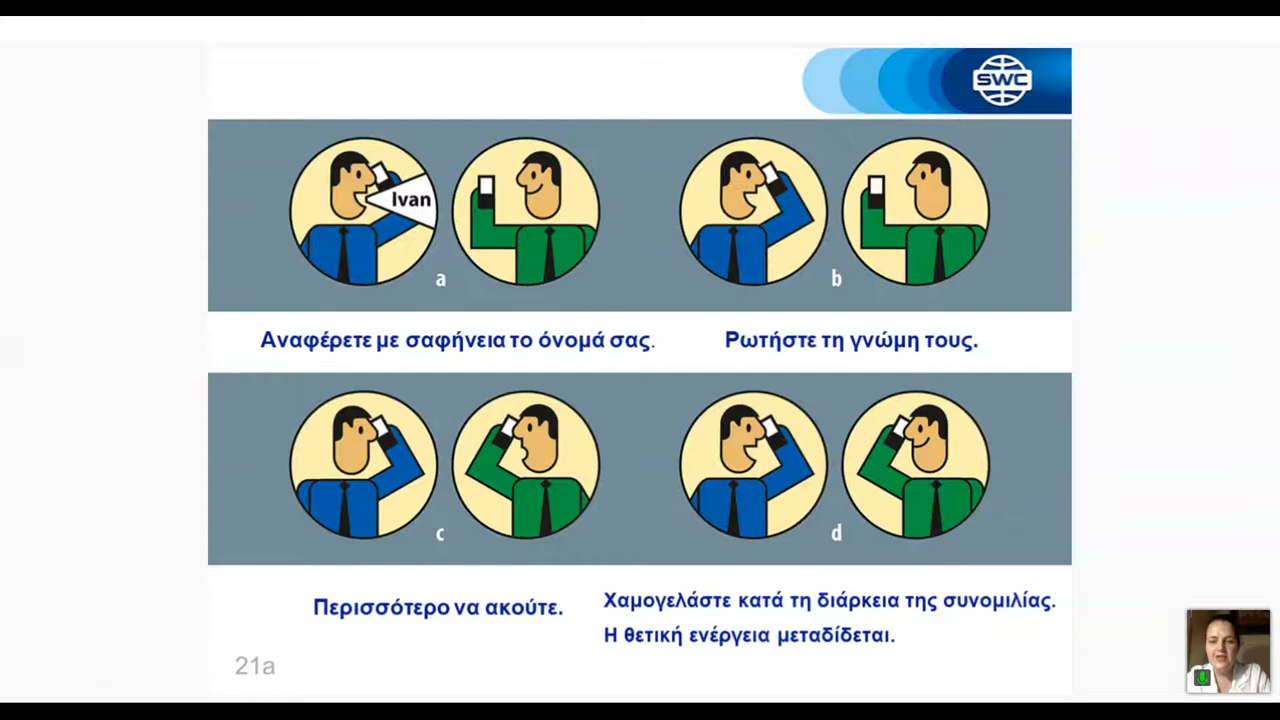 SWC
Ivan
a
b
Αναφέρετε με σαφήνεια το όνομά σας.
Ρωτήστε τη γνώμη τους.
c
d
Περισσότερο να ακούτε.
Χαμογελάστε κατά τη διάρκεια της συνομιλίας.
Η θετική ενέργεια μεταδίδεται.
21a